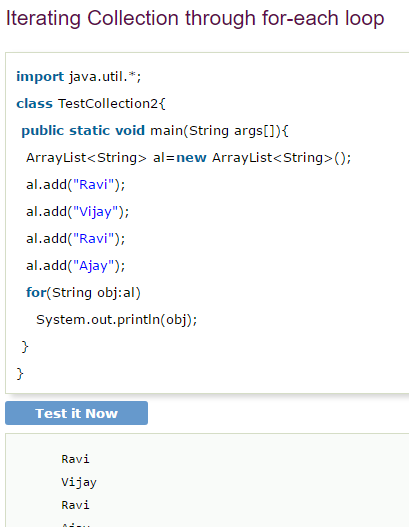 Iterating Collection through for-each loop
import java.util.*;
class TestCollection2{
public static void main(String args[]){
ArrayList<String> al=new ArrayList<String>();
al.add("Ravi");
al.add("Vijay");
al.add("Ravi");
al.add("Ajay");
for(String obj:al)
System.out.println(obj);
}
}
Test it Now
Ravi
Vijay
Ravi
Ajay